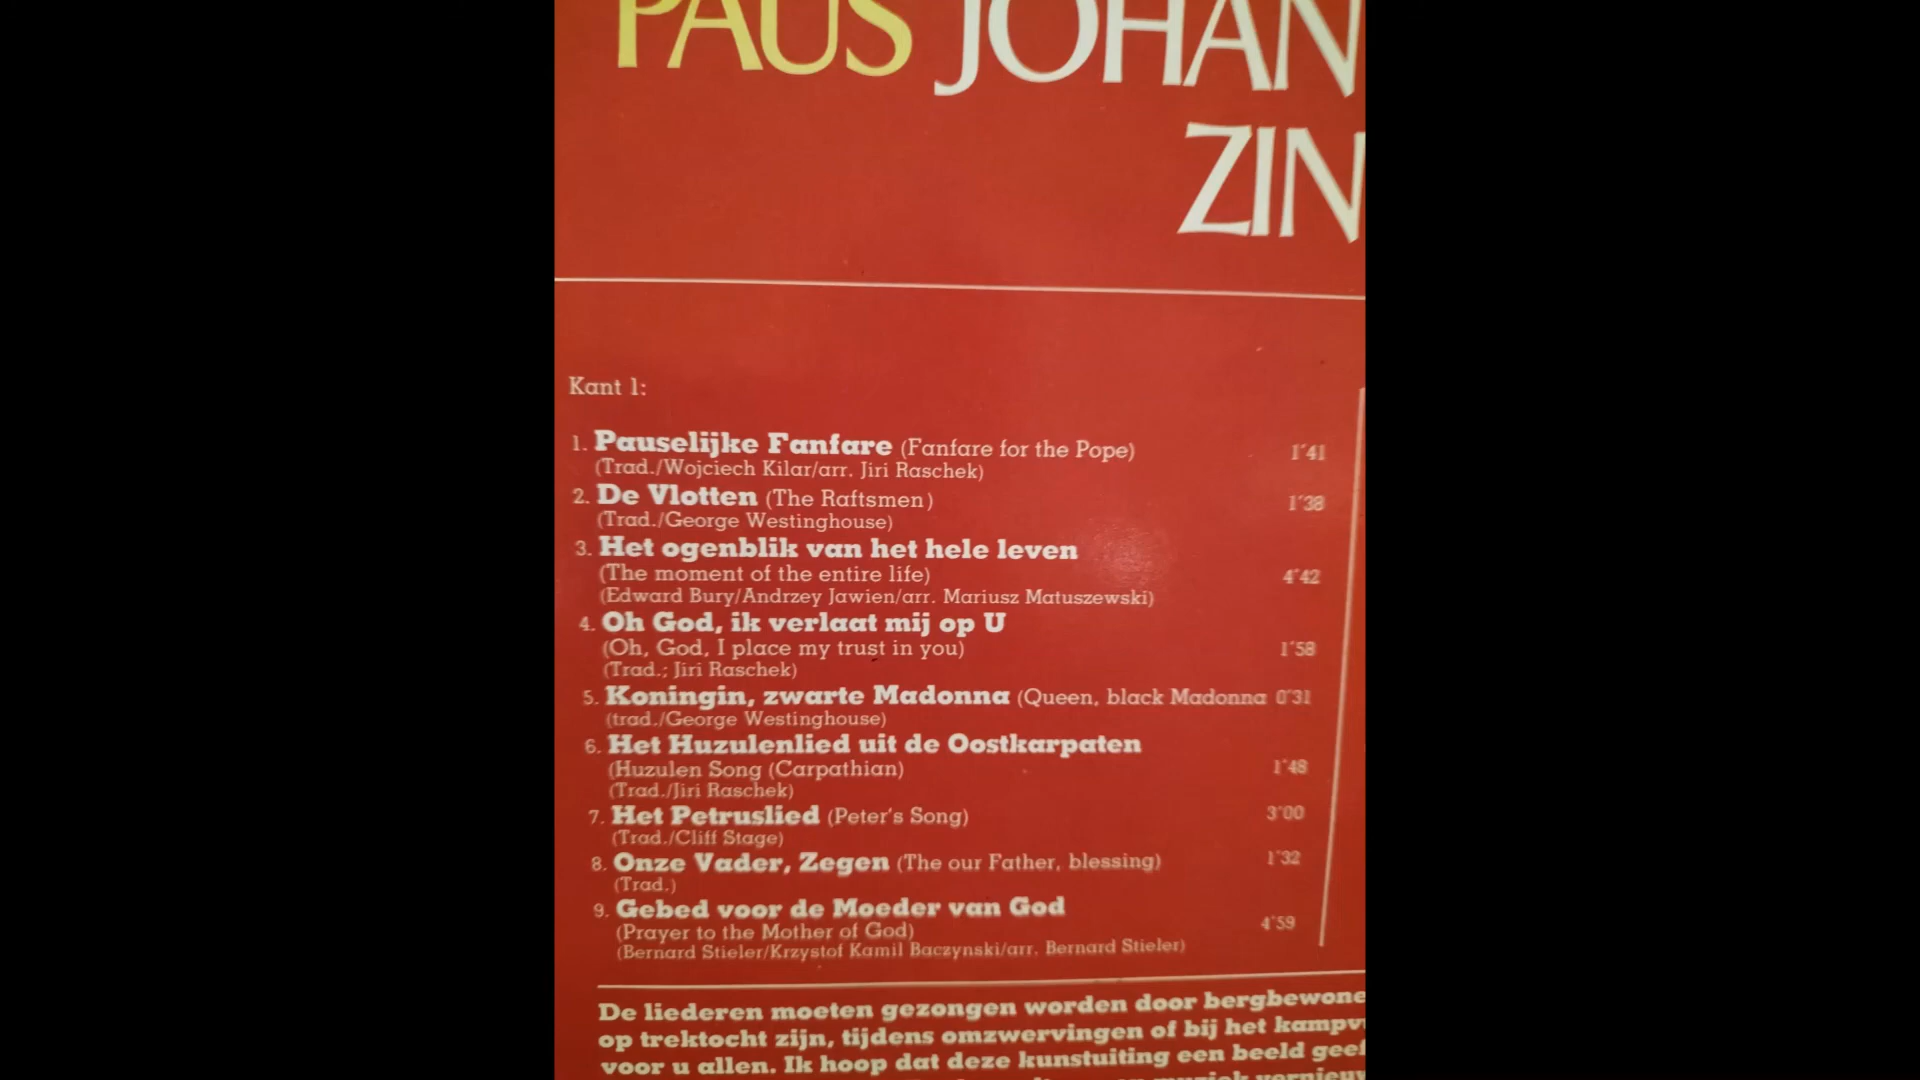 PAUS JOHAN
ZIN
Kant 1:
1. Pauselijke Fanfare (Fanfare for the Pope) 1'41
(Trad./Wojciech Kilar/arr. Jiri Raschek)
2. De Vlotten (The Raftsmen) 1'38
(Trad./George Westinghouse)
3. Het ogenblik van het hele leven
(The moment of the entire life) 4'42
(Edward Bury/Andrzey Jawien/arr. Mariusz Matuszewski)
4. Oh God, ik verlaat mij op U
(Oh, God, I place my trust in you) 1'58
(Trad.; Jiri Raschek)
5. Koningin, zwarte Madonna (Queen, black Madonna 0'31
(trad./George Westinghouse)
6. Het Huzulenlied uit de Oostkarpaten
(Huzulen Song (Carpathian) 1'48
(Trad./Jiri Raschek)
7. Het Petruslied (Peter's Song) 3'00
(Trad./Cliff Stage)
8. Onze Vader, Zegen (The our Father, blessing) 1'32
(Trad.)
9. Gebed voor de Moeder van God
(Prayer to the Mother of God) 4'59
(Bernard Stieler/Krzystof Kamil Baczynski/arr. Bernard Stieler)
De liederen moeten gezongen worden door bergbewone
op trektocht zijn, tijdens omzwervingen of bij het kampv
voor u allen. Ik hoop dat deze kunstuiting een beeld geef